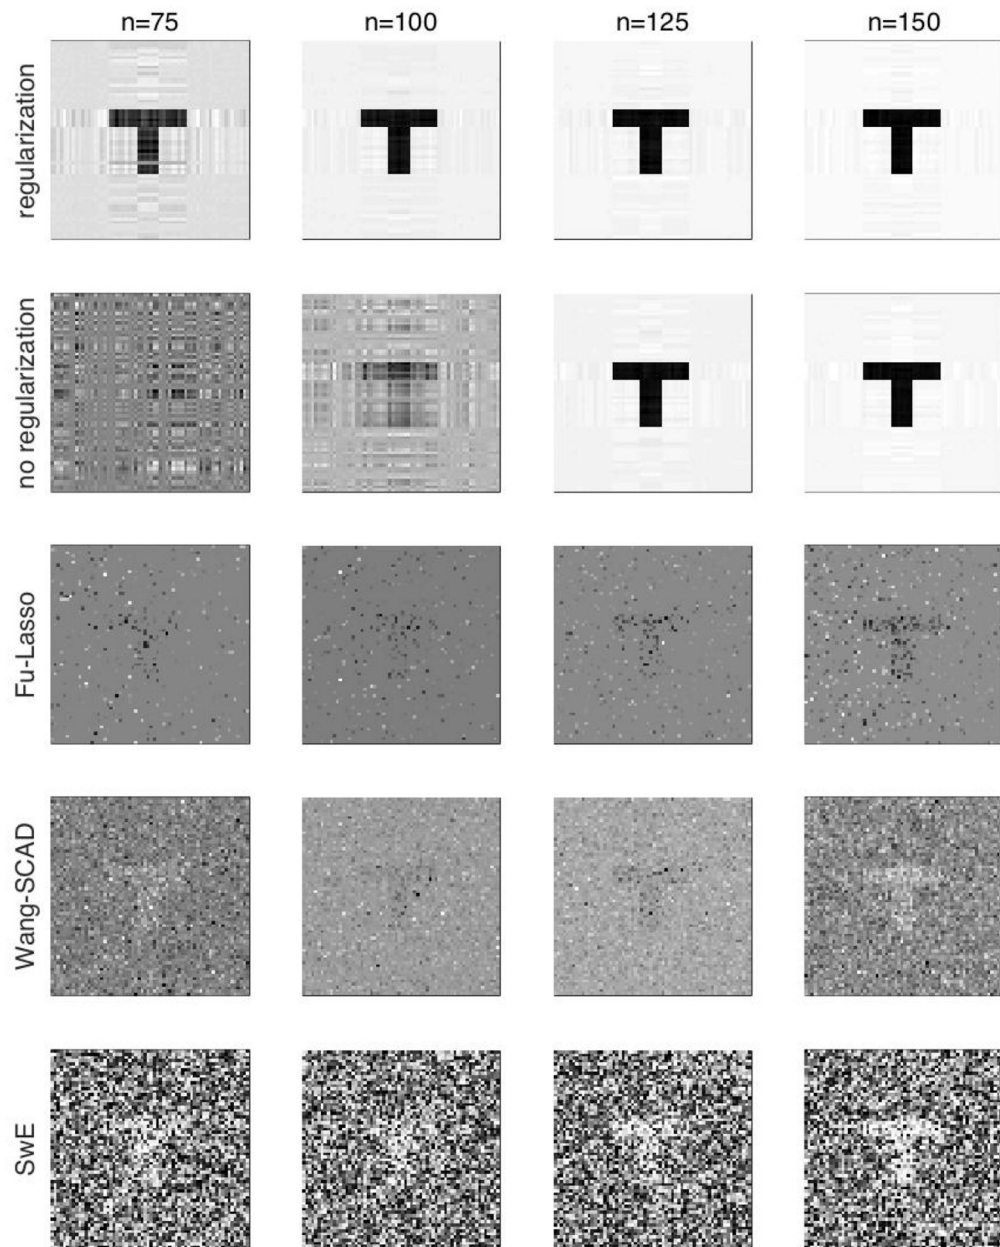 n=75 n=100 n=125 n=150
regularization
no regularization
Fu-Lasso
Wang-SCAD
SwE